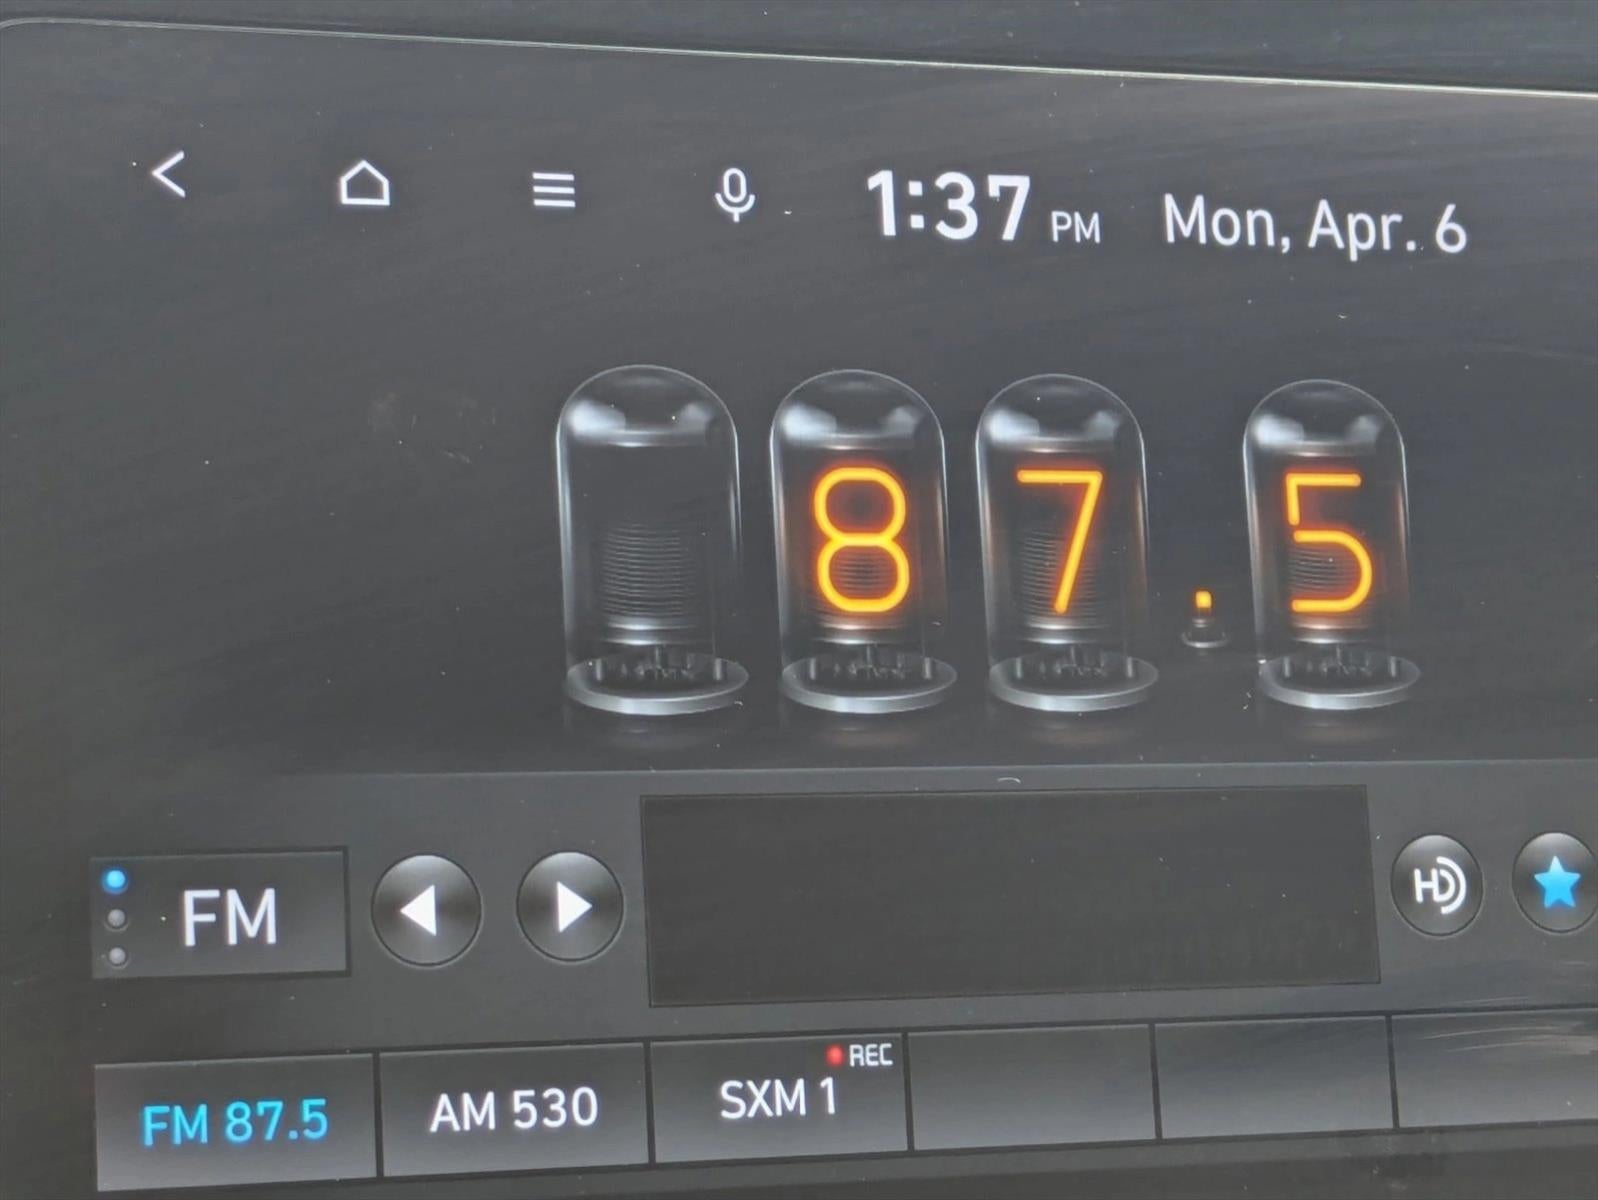 1:37 PM Mon, Apr. 6
87.5
FM
HD
FM 87.5
AM 530
REC
SXM 1